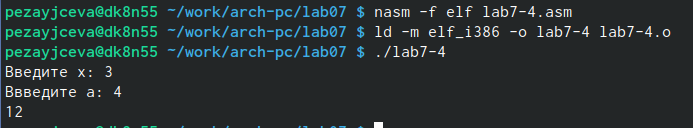 pezayjceva@dk8n55 ~/work/arch-pc/lab07 $ nasm -f elf lab7-4.asm
pezayjceva@dk8n55 ~/work/arch-pc/lab07 $ ld -m elf_i386 -o lab7-4 lab7-4.o
pezayjceva@dk8n55 ~/work/arch-pc/lab07 $ ./lab7-4
Введите x: 3
Ввведите a: 4
12
pezayjceva@dk8n55 ~/work/arch-pc/lab07 $